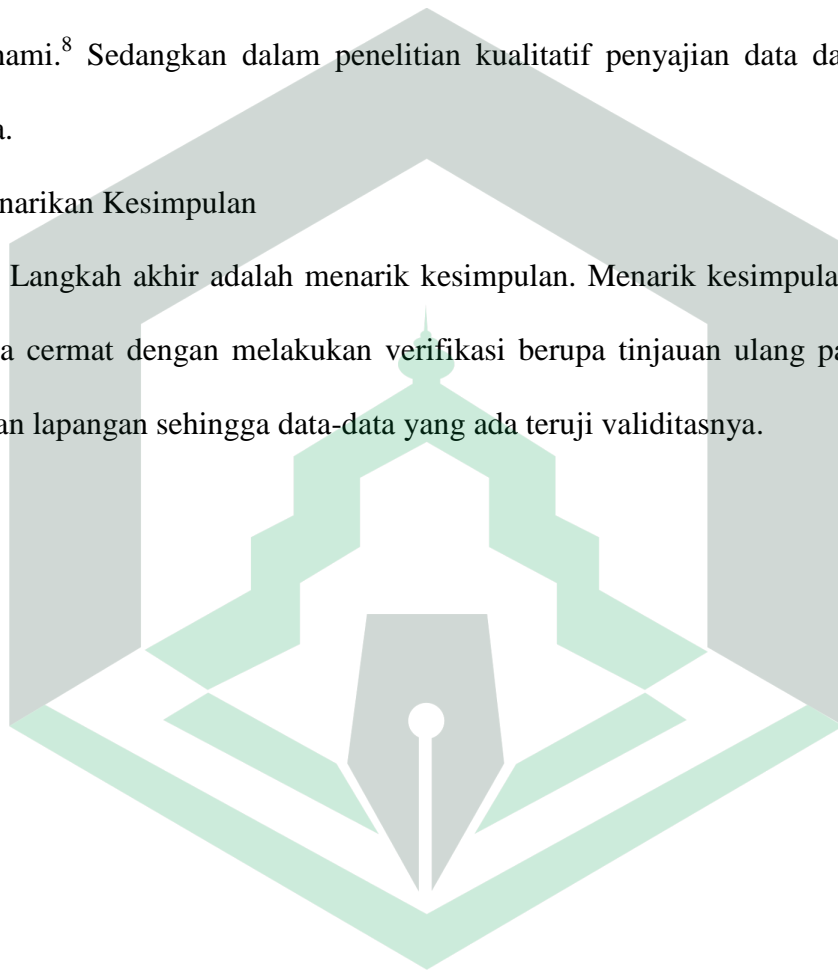 nami.⁸ Sedangkan dalam penelitian kualitatif penyajian data da
a.
narikan Kesimpulan
Langkah akhir adalah menarik kesimpulan. Menarik kesimpula
a cermat dengan melakukan verifikasi berupa tinjauan ulang pa
an lapangan sehingga data-data yang ada teruji validitasnya.